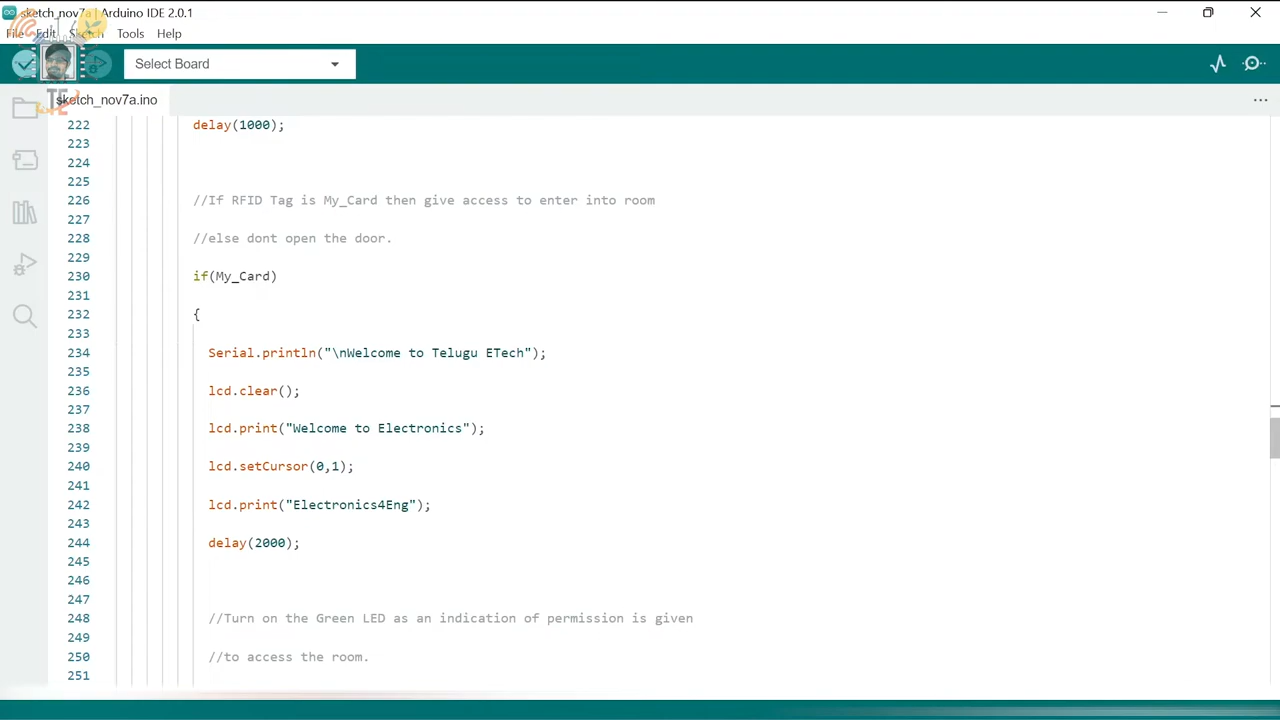 sketch_nov7a | Arduino IDE 2.0.1
File Edit Sketch Tools Help
Select Board
TE
sketch_nov7a.ino
222 delay(1000);
223
224
225
226 //If RFID Tag is My_Card then give access to enter into room
227
228 //else dont open the door.
229
230 if(My_Card)
231
232 {
233
234 Serial.println("\nWelcome to Telugu ETech");
235
236 lcd.clear();
237
238 lcd.print("Welcome to Electronics");
239
240 lcd.setCursor(0,1);
241
242 lcd.print("Electronics4Eng");
243
244 delay(2000);
245
246
247
248 //Turn on the Green LED as an indication of permission is given
249
250 //to access the room.
251